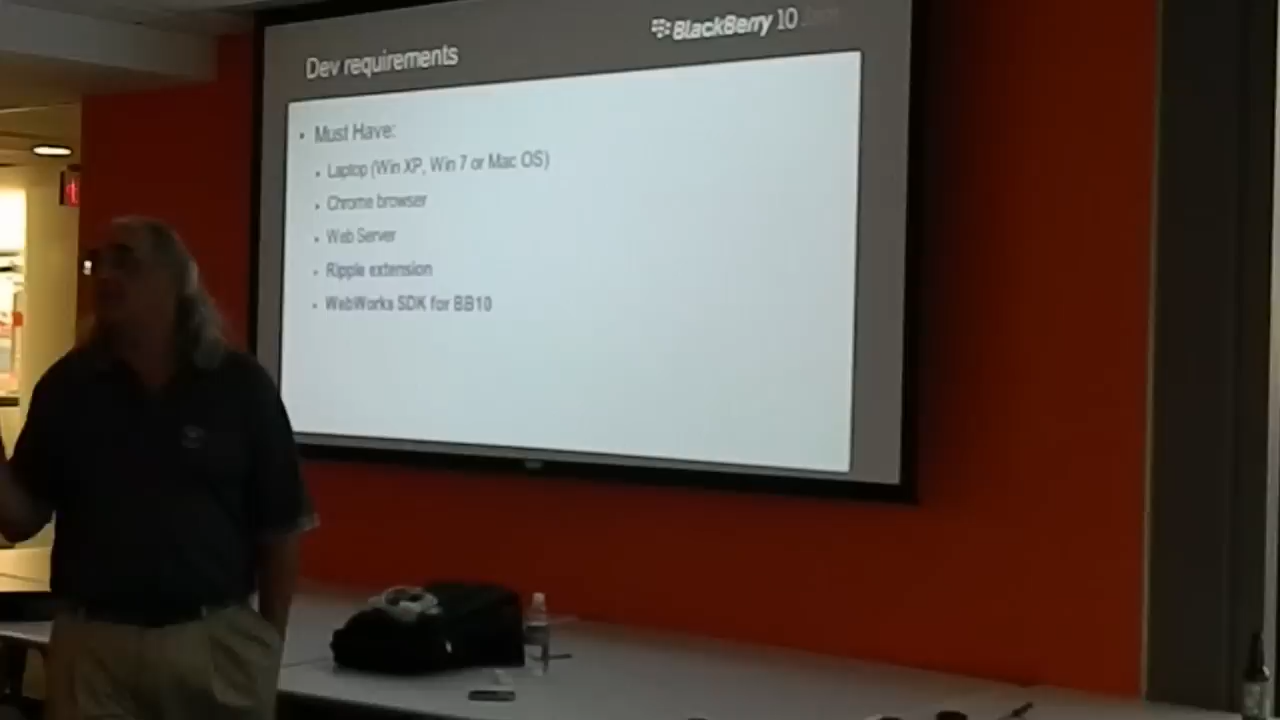 BlackBerry 10
Dev requirements
• Must Have:
• Laptop (Win XP, Win 7 or Mac OS)
• Chrome browser
• Web Server
• Ripple extension
• WebWorks SDK for BB10